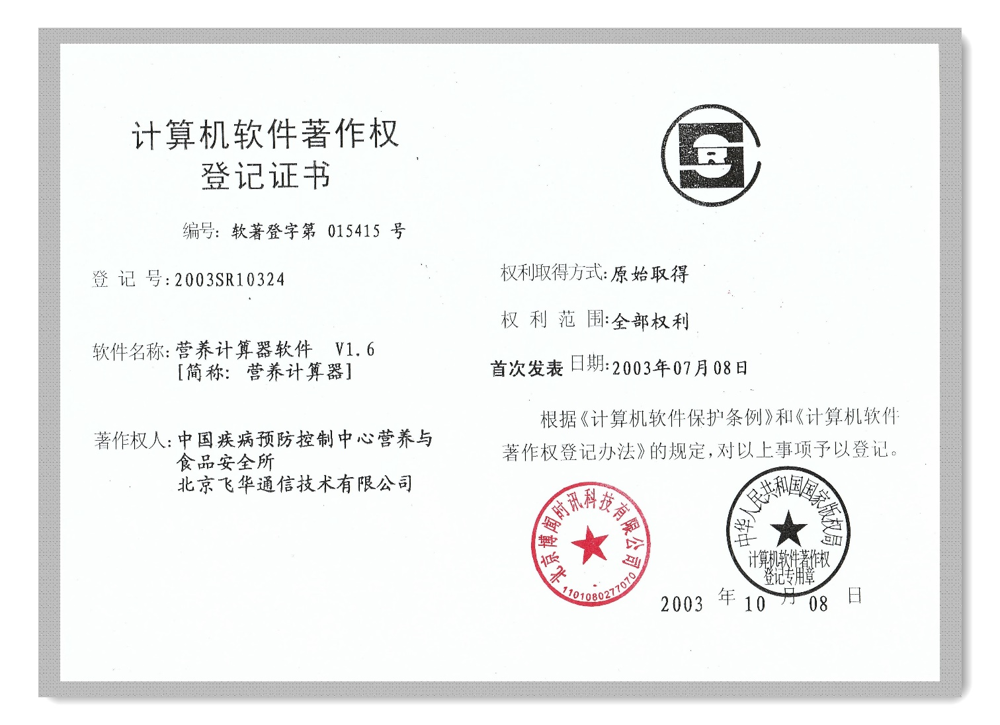 计算机软件著作权
登记证书
编号: 软著登字第 015415 号
登 记 号:2003SR10324
软件名称:营养计算器软件 V1.6
[简称: 营养计算器]
著作权人:中国疾病预防控制中心营养与
食品安全所
北京飞华通信技术有限公司
R
权利取得方式:原始取得
权 利 范 围:全部权利
首次发表日期:2003年07月08日
根据《计算机软件保护条例》和《计算机软件
著作权登记办法》的规定,对以上事项予以登记。
北京博闻时讯科技有限公司
1101080277070
中华人民共和国国家版权局
计算机软件著作权
登记专用章
2003 年 10 月 08 日